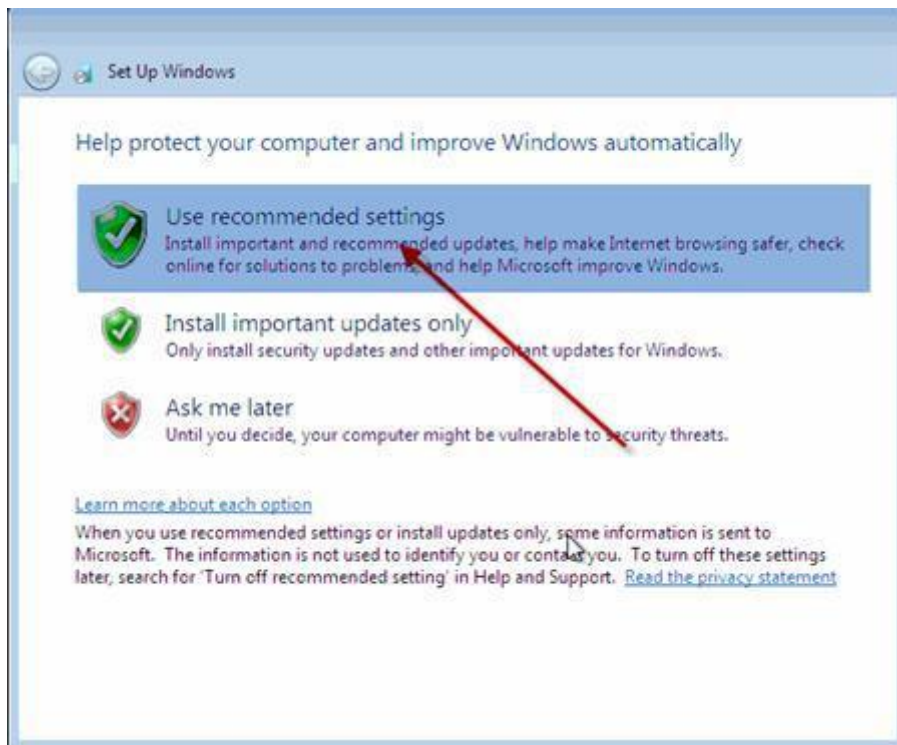 Set Up Windows
Help protect your computer and improve Windows automatically
Use recommended settings
Install important and recommended updates, help make Internet browsing safer, check
online for solutions to problems, and help Microsoft improve Windows.
Install important updates only
Only install security updates and other important updates for Windows.
Ask me later
Until you decide, your computer might be vulnerable to security threats.
Learn more about each option
When you use recommended settings or install updates only, some information is sent to
Microsoft. The information is not used to identify you or contact you. To turn off these settings
later, search for 'Turn off recommended setting' in Help and Support. Read the privacy statement